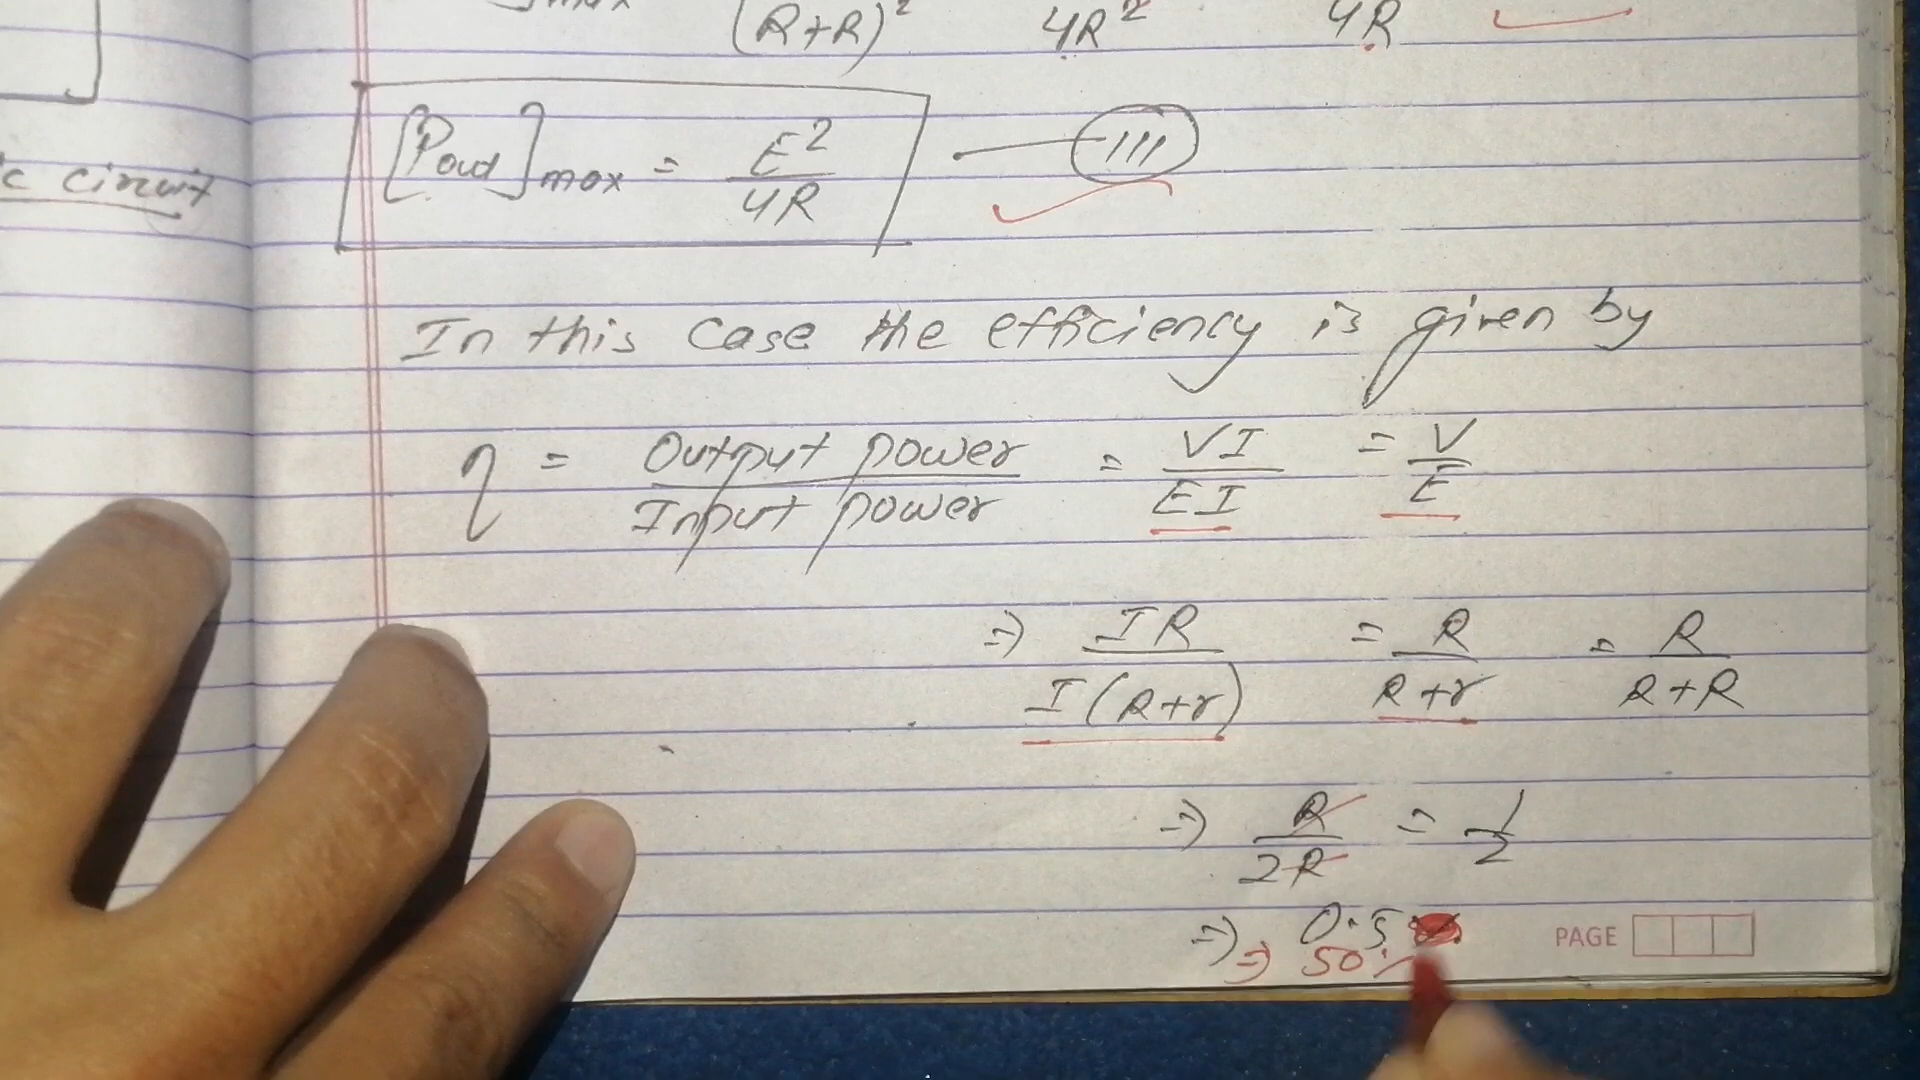 (R+R)² 4R² 4R
[Pout]max = E²/4R — III
c circuit
In this case the efficiency is given by
η = Output power/Input power = VI/EI = V/E
⇒ IR/I(R+r) = R/R+r = R/R+R
⇒ R/2R = 1/2
⇒ 0.5
⇒ 50%
PAGE